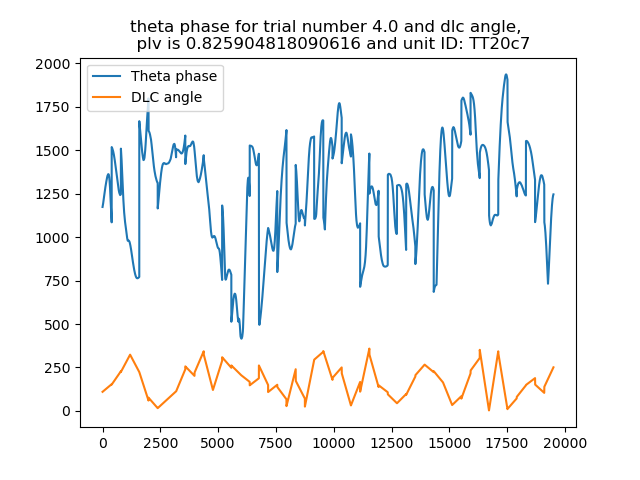 theta phase for trial number 4.0 and dlc angle,
plv is 0.825904818090616 and unit ID: TT20c7
Theta phase
DLC angle
2000
1750
1500
1250
1000
750
500
250
0
0 2500 5000 7500 10000 12500 15000 17500 20000